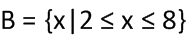 B = {x|2 ≤ x ≤ 8}